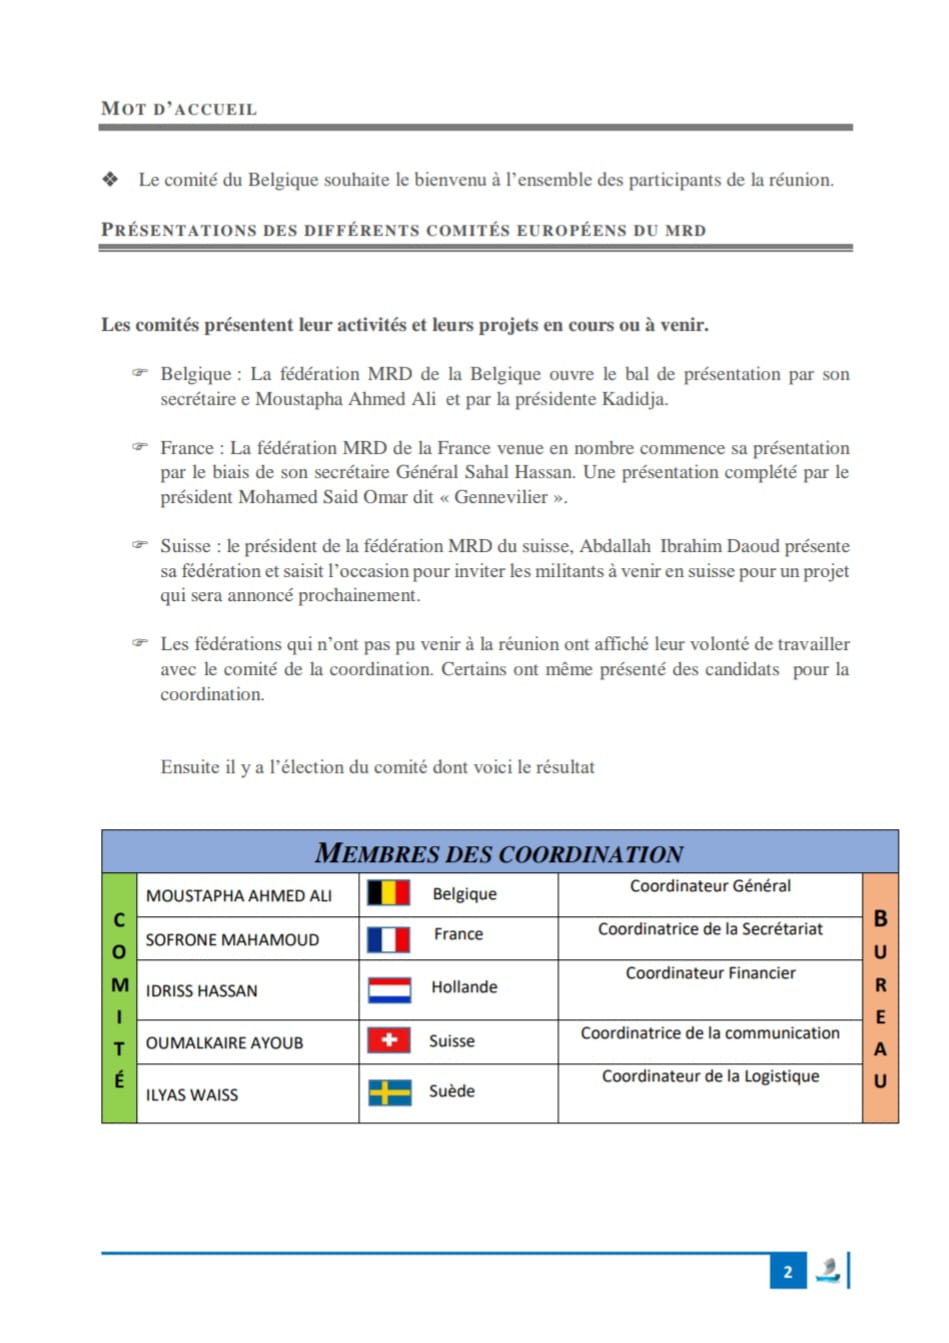 MOT D'ACCUEIL
❖ Le comité du Belgique souhaite le bienvenu à l'ensemble des participants de la réunion.
PRÉSENTATIONS DES DIFFÉRENTS COMITÉS EUROPÉENS DU MRD
Les comités présentent leur activités et leurs projets en cours ou à venir.
☞ Belgique : La fédération MRD de la Belgique ouvre le bal de présentation par son
secrétaire e Moustapha Ahmed Ali et par la présidente Kadidja.
☞ France : La fédération MRD de la France venue en nombre commence sa présentation
par le biais de son secrétaire Général Sahal Hassan. Une présentation complété par le
président Mohamed Said Omar dit « Gennevilier ».
☞ Suisse : le président de la fédération MRD du suisse, Abdallah Ibrahim Daoud présente
sa fédération et saisit l'occasion pour inviter les militants à venir en suisse pour un projet
qui sera annoncé prochainement.
☞ Les fédérations qui n'ont pas pu venir à la réunion ont affiché leur volonté de travailler
avec le comité de la coordination. Certains ont même présenté des candidats pour la
coordination.
Ensuite il y a l'élection du comité dont voici le résultat
MEMBRES DES COORDINATION
COMITÉ
MOUSTAPHA AHMED ALI Belgique Coordinateur Général
SOFRONE MAHAMOUD France Coordinatrice de la Secrétariat
IDRISS HASSAN Hollande Coordinateur Financier
OUMALKAIRE AYOUB Suisse Coordinatrice de la communication
ILYAS WAISS Suède Coordinateur de la Logistique
BUREAU
2